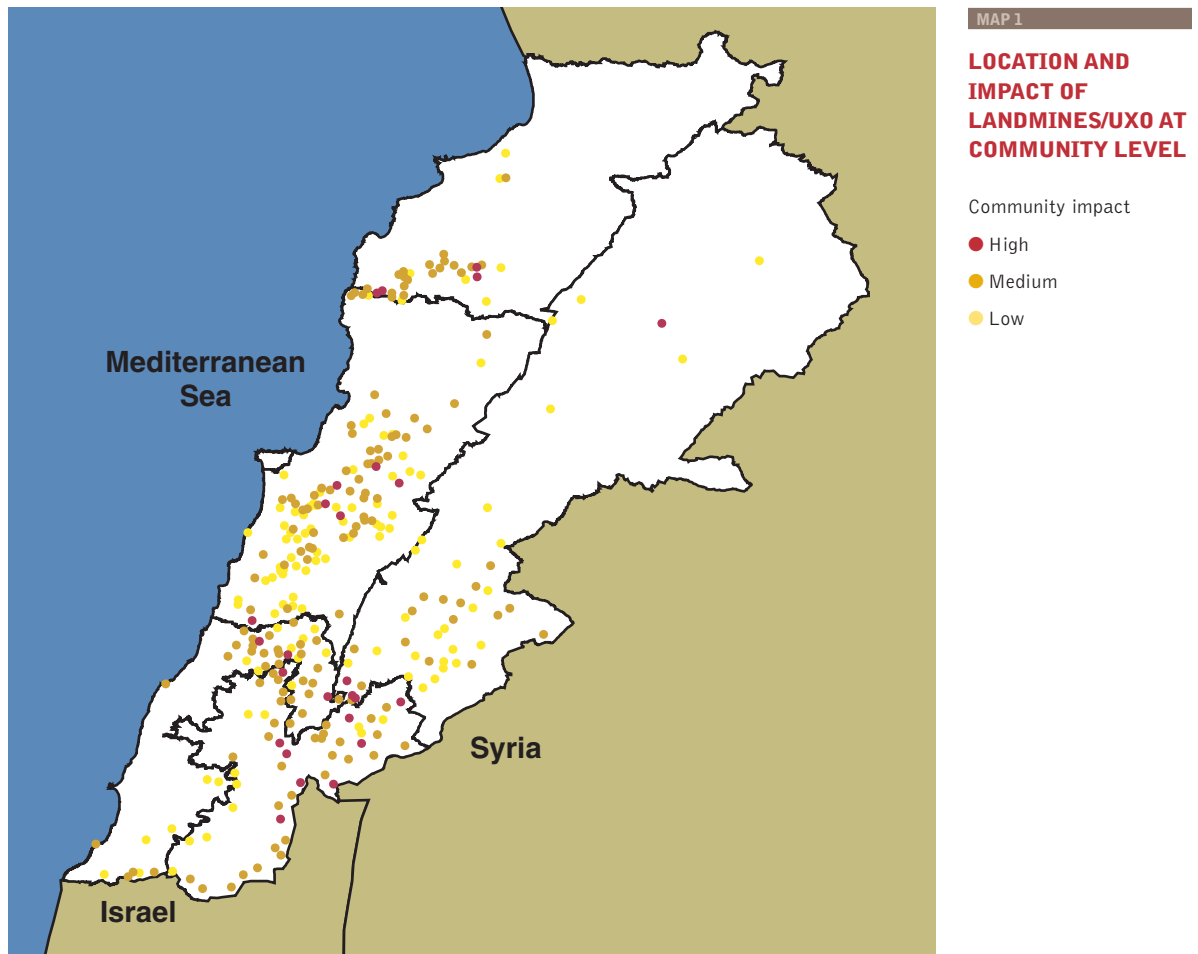 MAP 1
LOCATION AND
IMPACT OF
LANDMINES/UXO AT
COMMUNITY LEVEL
Community impact
High
Medium
Low
Mediterranean
Sea
Syria
Israel